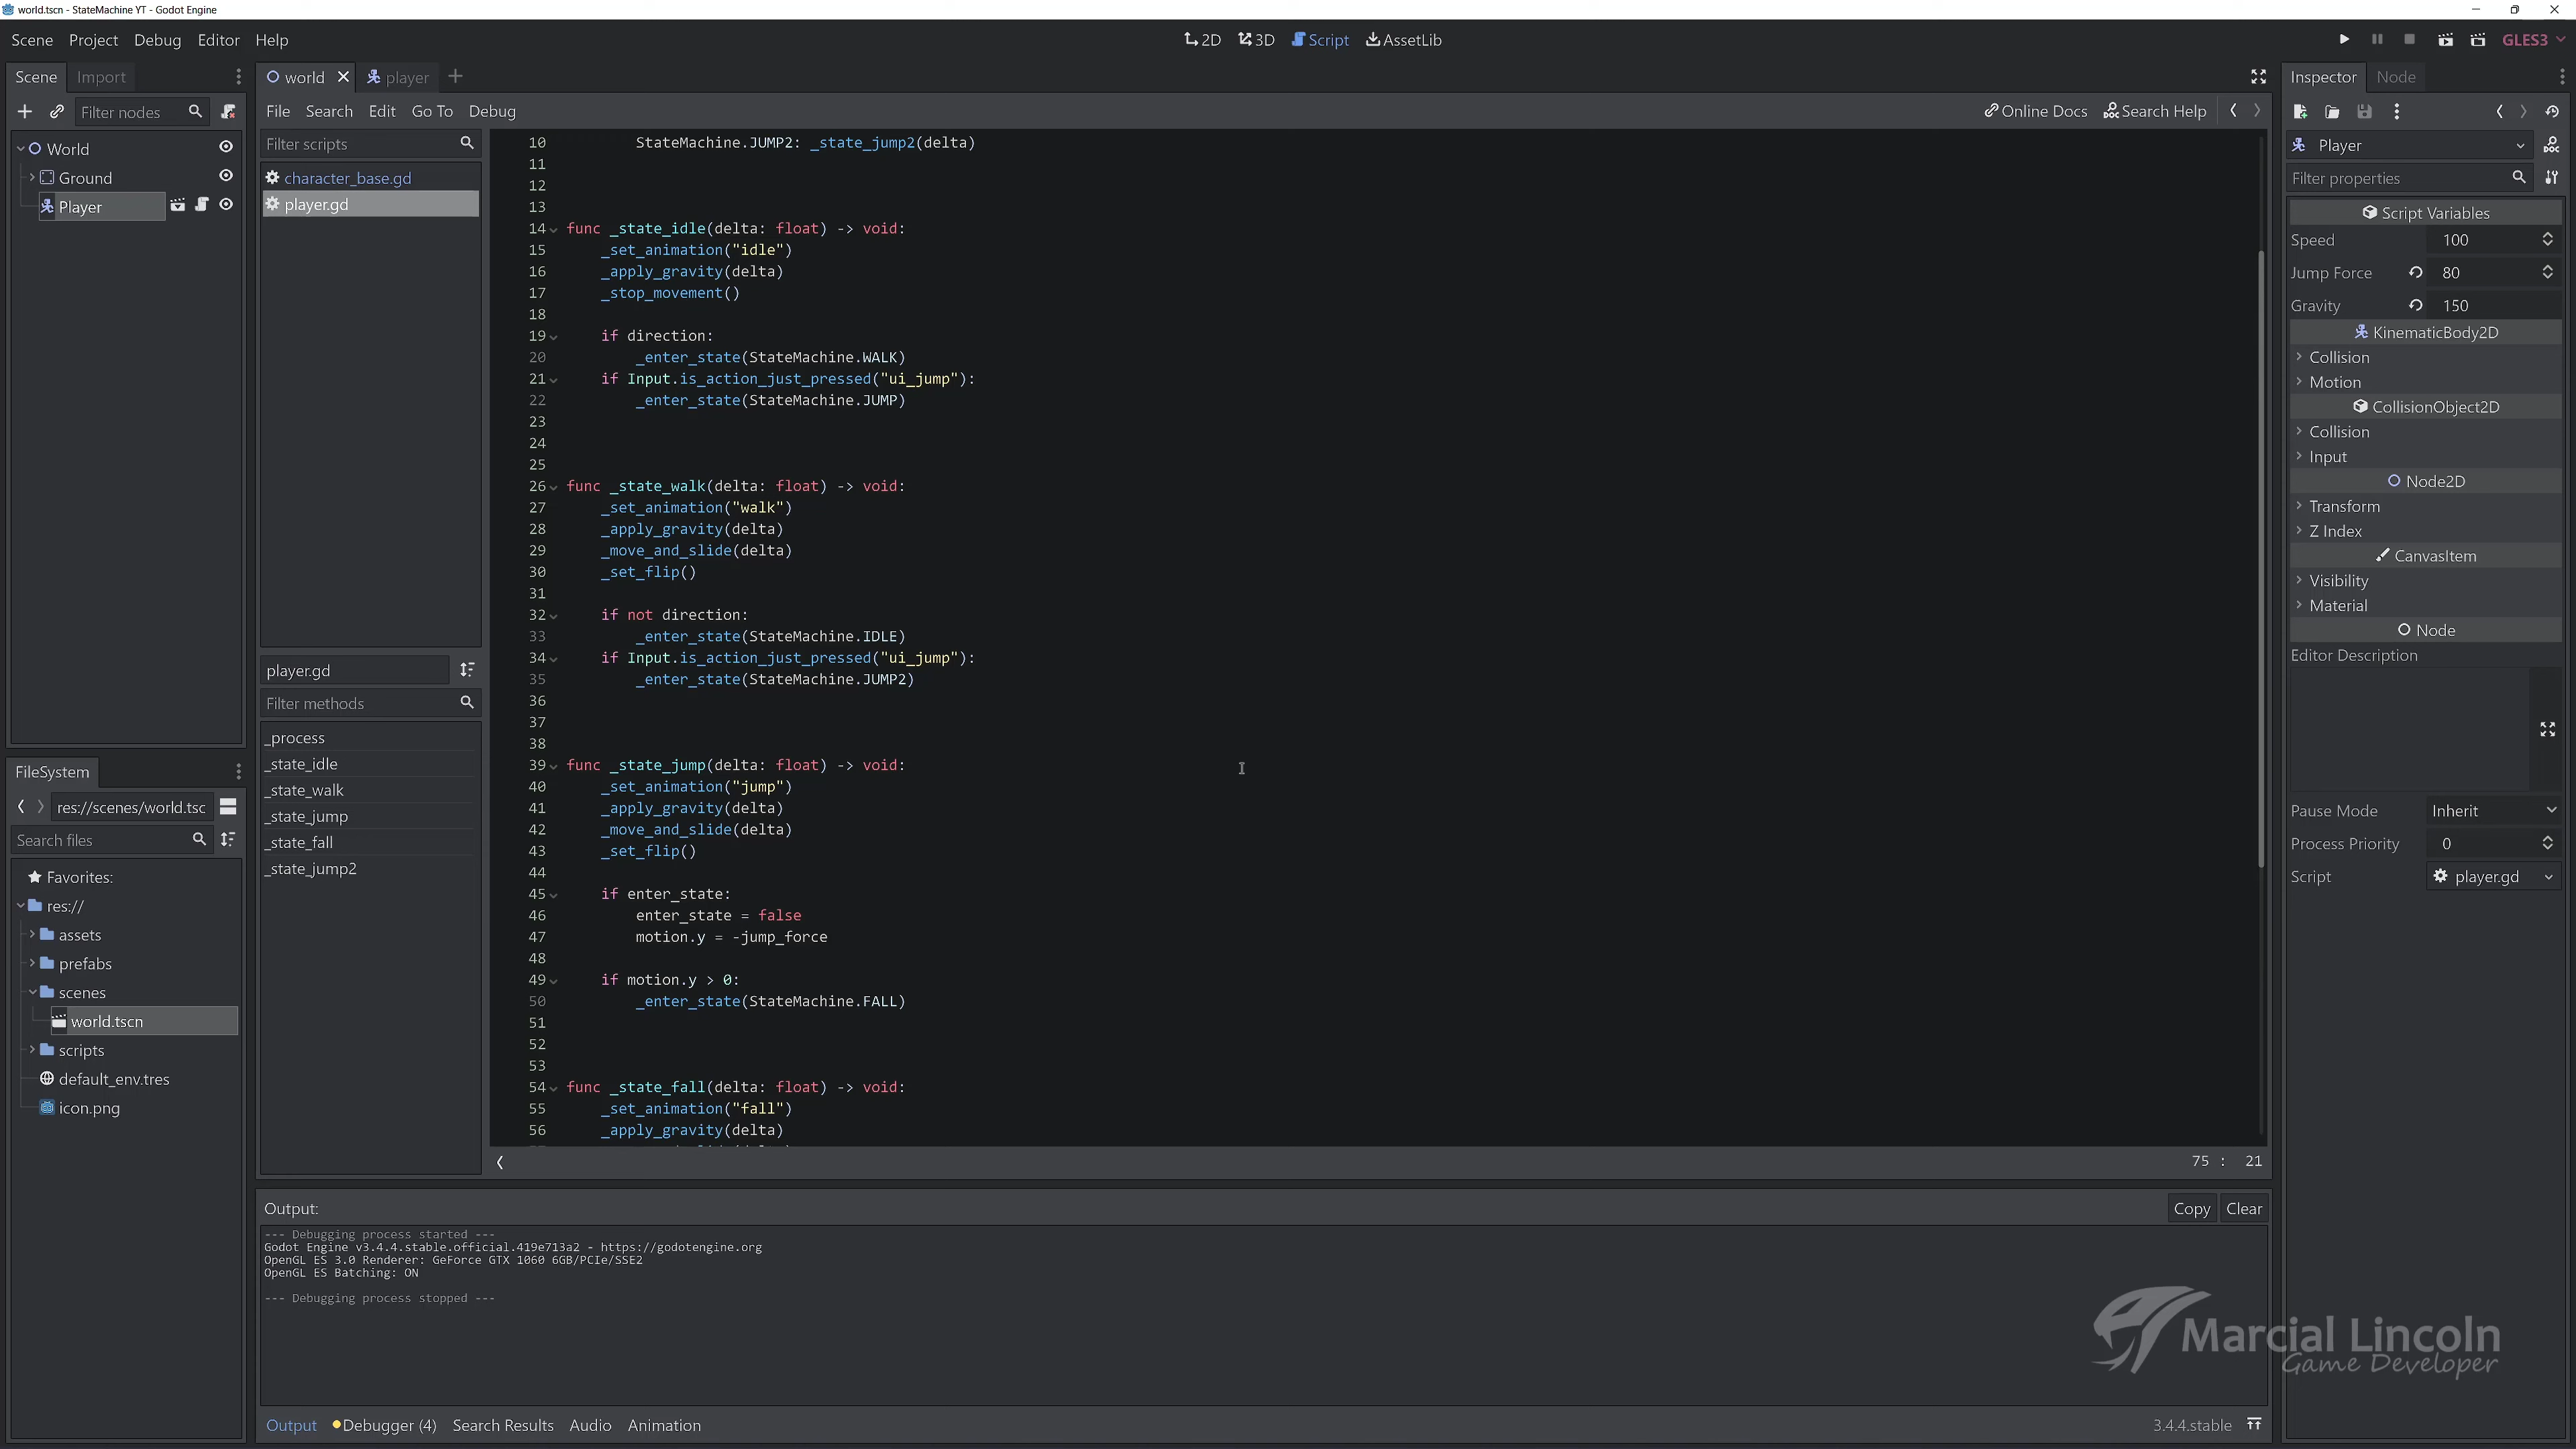 world.tscn - StateMachine YT - Godot Engine
Scene Project Debug Editor Help
2D 3D Script AssetLib
GLES3
Scene Import
Filter nodes
World
Ground
Player
FileSystem
res://scenes/world.tsc
Search files
Favorites:
res://
assets
prefabs
scenes
world.tscn
scripts
default_env.tres
icon.png
world player
File Search Edit Go To Debug
Online Docs Search Help
Filter scripts
character_base.gd
player.gd
player.gd
Filter methods
_process
_state_idle
_state_walk
_state_jump
_state_fall
_state_jump2
10 StateMachine.JUMP2: _state_jump2(delta)
11
12
13
14 func _state_idle(delta: float) -> void:
15 _set_animation("idle")
16 _apply_gravity(delta)
17 _stop_movement()
18
19 if direction:
20 _enter_state(StateMachine.WALK)
21 if Input.is_action_just_pressed("ui_jump"):
22 _enter_state(StateMachine.JUMP)
23
24
25
26 func _state_walk(delta: float) -> void:
27 _set_animation("walk")
28 _apply_gravity(delta)
29 _move_and_slide(delta)
30 _set_flip()
31
32 if not direction:
33 _enter_state(StateMachine.IDLE)
34 if Input.is_action_just_pressed("ui_jump"):
35 _enter_state(StateMachine.JUMP2)
36
37
38
39 func _state_jump(delta: float) -> void:
40 _set_animation("jump")
41 _apply_gravity(delta)
42 _move_and_slide(delta)
43 _set_flip()
44
45 if enter_state:
46 enter_state = false
47 motion.y = -jump_force
48
49 if motion.y > 0:
50 _enter_state(StateMachine.FALL)
51
52
53
54 func _state_fall(delta: float) -> void:
55 _set_animation("fall")
56 _apply_gravity(delta)
75 : 21
Output:
Copy Clear
--- Debugging process started ---
Godot Engine v3.4.4.stable.official.419e713a2 - https://godotengine.org
OpenGL ES 3.0 Renderer: GeForce GTX 1060 6GB/PCIe/SSE2
OpenGL ES Batching: ON
--- Debugging process stopped ---
Output Debugger (4) Search Results Audio Animation
3.4.4.stable
Inspector Node
Player
Filter properties
Script Variables
Speed 100
Jump Force 80
Gravity 150
KinematicBody2D
Collision
Motion
CollisionObject2D
Collision
Input
Node2D
Transform
Z Index
CanvasItem
Visibility
Material
Node
Editor Description
Pause Mode Inherit
Process Priority 0
Script player.gd
Marcial Lincoln
Game Developer